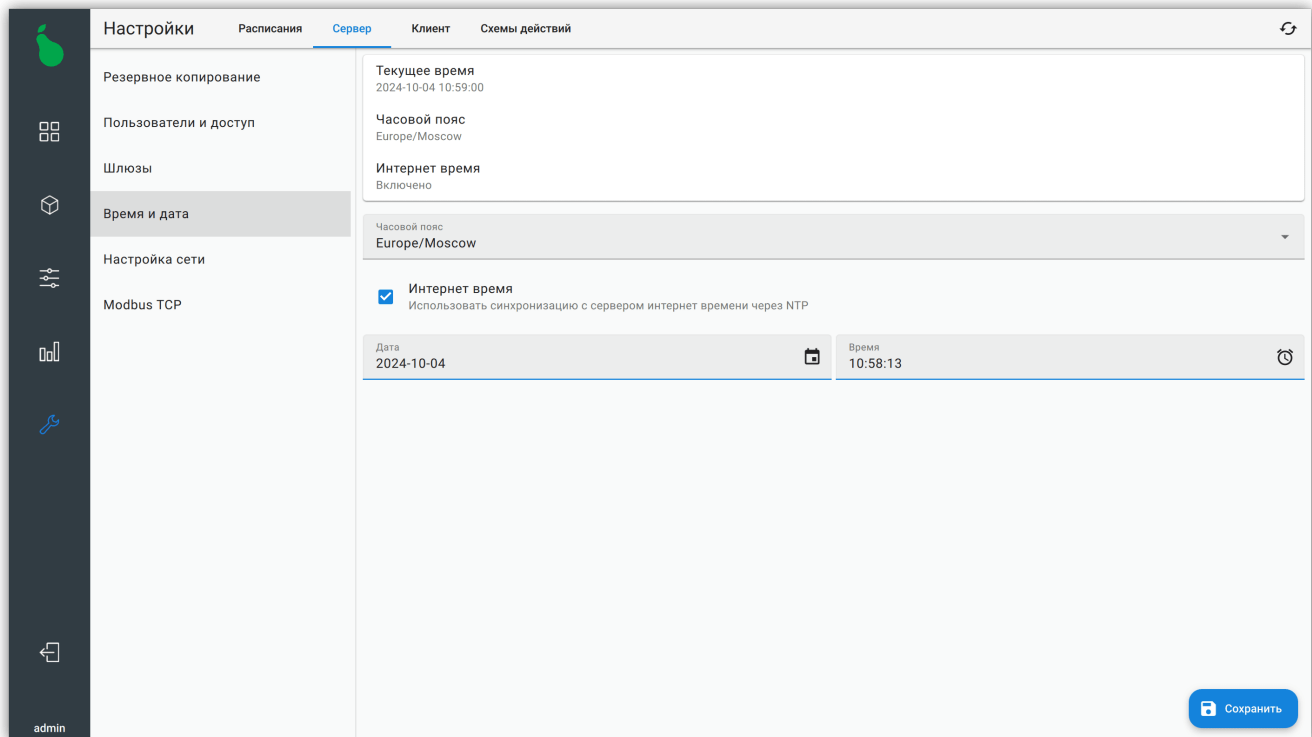 Настройки
Расписания
Сервер
Клиент
Схемы действий
Резервное копирование
Пользователи и доступ
Шлюзы
Время и дата
Настройка сети
Modbus TCP
admin
Текущее время
2024-10-04 10:59:00
Часовой пояс
Europe/Moscow
Интернет время
Включено
Часовой пояс
Europe/Moscow
Интернет время
Использовать синхронизацию с сервером интернет времени через NTP
Дата
2024-10-04
Время
10:58:13
Сохранить